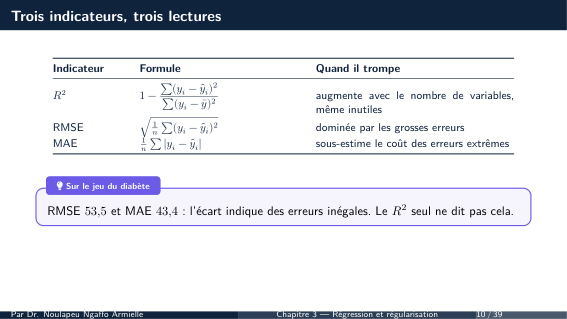 Trois indicateurs, trois lectures
Indicateur Formule Quand il trompe
R² 1 − ∑(yᵢ − ŷᵢ)² / ∑(yᵢ − ȳ)² augmente avec le nombre de variables,
même inutiles
RMSE √(1/n ∑(yᵢ − ŷᵢ)²) dominée par les grosses erreurs
MAE 1/n ∑ |yᵢ − ŷᵢ| sous-estime le coût des erreurs extrêmes
Sur le jeu du diabète
RMSE 53,5 et MAE 43,4 : l'écart indique des erreurs inégales. Le R² seul ne dit pas cela.
Par Dr. Noulapeu Ngaffo Armielle Chapitre 3 — Régression et régularisation 10 / 39